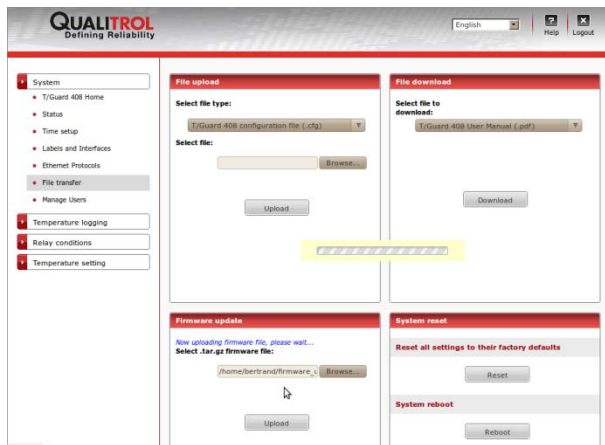 QUALITROL
Defining Reliability
English
Help
Logout
System
T/Guard 408 Home
Status
Time setup
Labels and Interfaces
Ethernet Protocols
File transfer
Manage Users
Temperature logging
Relay conditions
Temperature setting
File upload
Select file type:
T/Guard 408 configuration file (.cfg)
Select file:
Browse...
Upload
File download
Select file to
download:
T/Guard 408 User Manual (.pdf)
Download
Firmware update
Now uploading firmware file, please wait...
Select .tar.gz firmware file:
/home/bertrand/firmware_u
Browse...
Upload
System reset
Reset all settings to their factory defaults
Reset
System reboot
Reboot